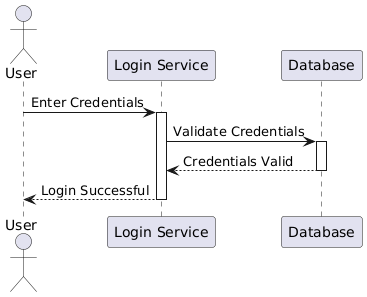 User
Login Service
Database
Enter Credentials
Validate Credentials
Credentials Valid
Login Successful
User
Login Service
Database